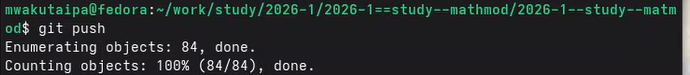 mwakutaipa@fedora:~/work/study/2026-1/2026-1==study--mathmod/2026-1--study--matm
od$ git push
Enumerating objects: 84, done.
Counting objects: 100% (84/84), done.